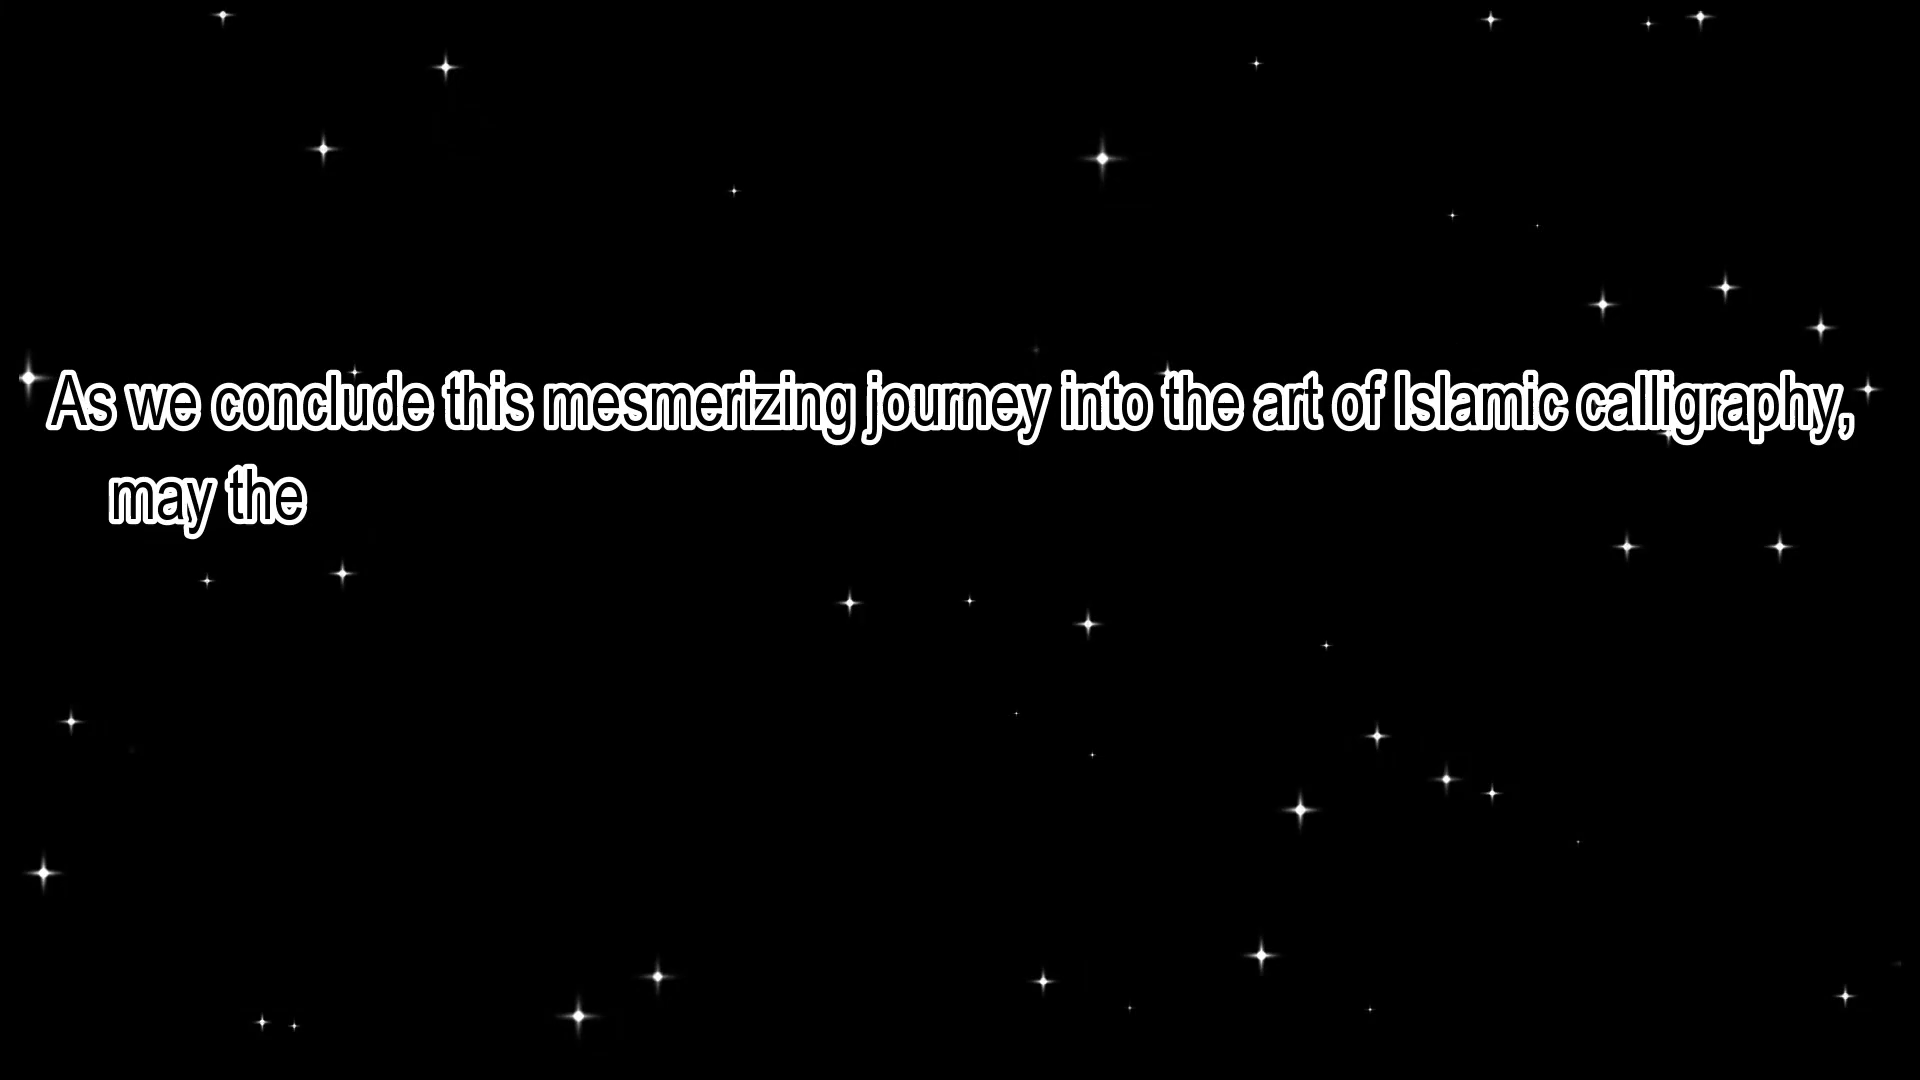 As we conclude this mesmerizing journey into the art of Islamic calligraphy,
may the